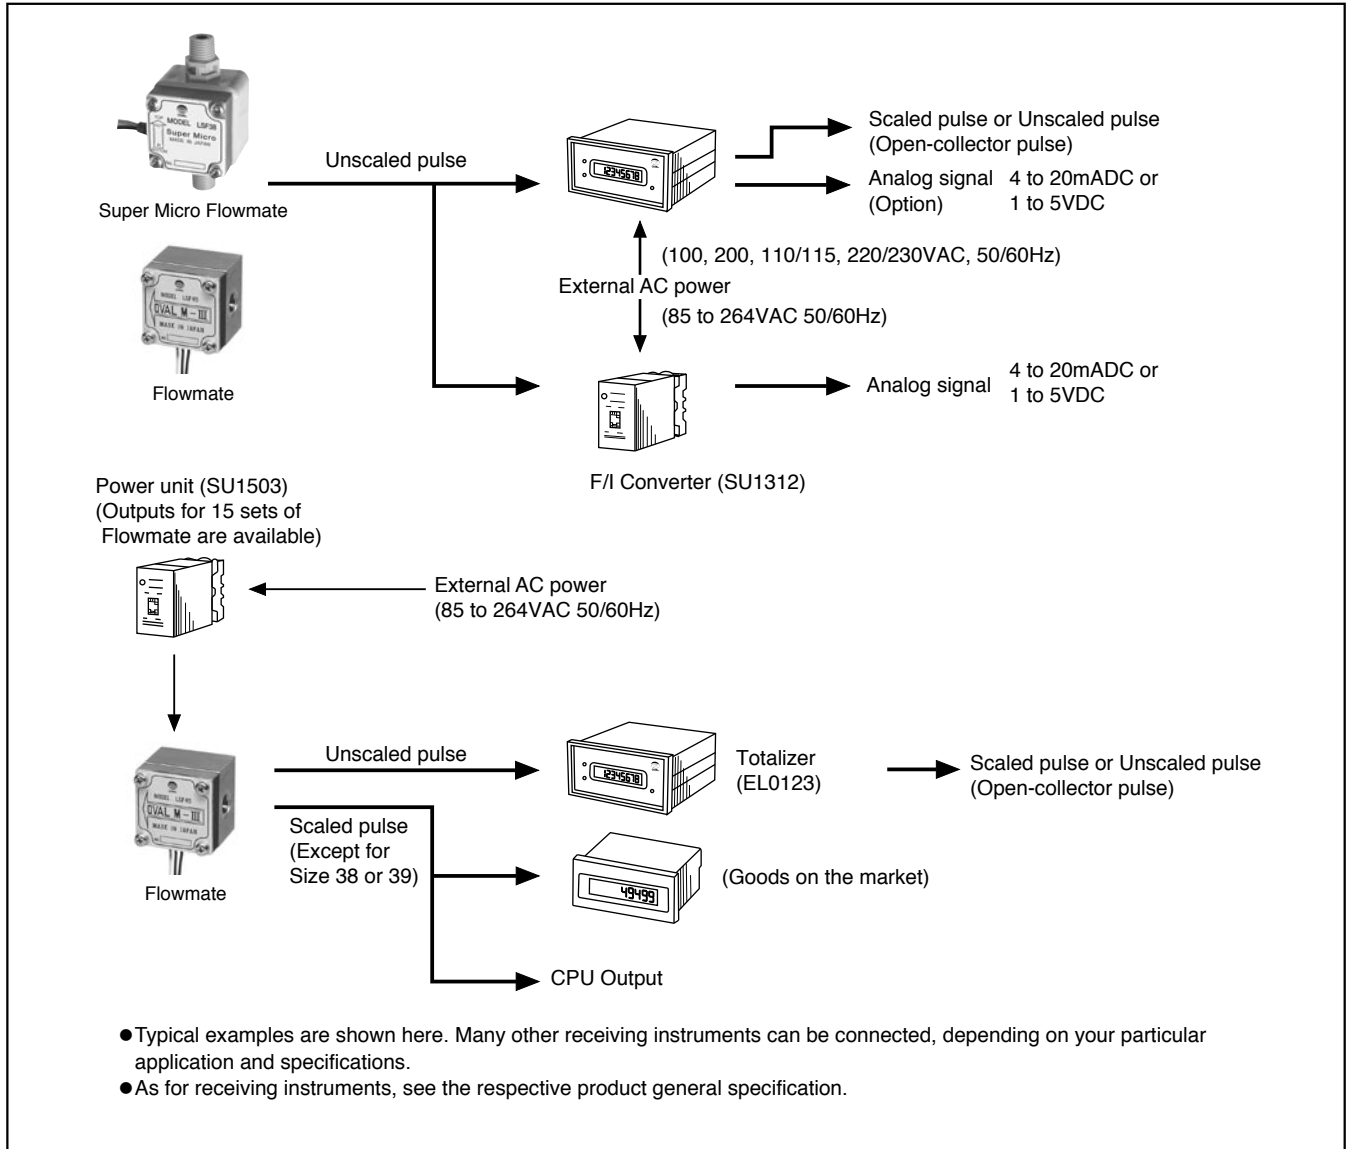 MODEL LSF38
Super Micro
MADE IN JAPAN
Super Micro Flowmate
Unscaled pulse
12345678
Scaled pulse or Unscaled pulse
(Open-collector pulse)
Analog signal 4 to 20mADC or
(Option) 1 to 5VDC
(100, 200, 110/115, 220/230VAC, 50/60Hz)
External AC power
(85 to 264VAC 50/60Hz)
MODEL
OVAL M-III
MADE IN JAPAN
Flowmate
Analog signal 4 to 20mADC or
1 to 5VDC
F/I Converter (SU1312)
Power unit (SU1503)
(Outputs for 15 sets of
Flowmate are available)
External AC power
(85 to 264VAC 50/60Hz)
MODEL
OVAL M-III
MADE IN JAPAN
Flowmate
Unscaled pulse
12345678
Totalizer
(EL0123)
Scaled pulse or Unscaled pulse
(Open-collector pulse)
Scaled pulse
(Except for
Size 38 or 39)
49499
(Goods on the market)
CPU Output
●Typical examples are shown here. Many other receiving instruments can be connected, depending on your particular
application and specifications.
●As for receiving instruments, see the respective product general specification.